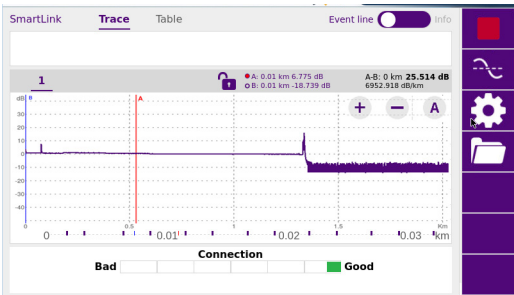 SmartLink Trace Table Event line Info
1 A: 0.01 km 6.775 dB A-B: 0 km 25.514 dB
B: 0.01 km -18.739 dB 6952.918 dB/km
dB B A + − A
30
20
10
0
-10
-20
-30
-40
0 0.5 1 1.5 Km
0 0.01 0.02 0.03 km
Connection
Bad Good